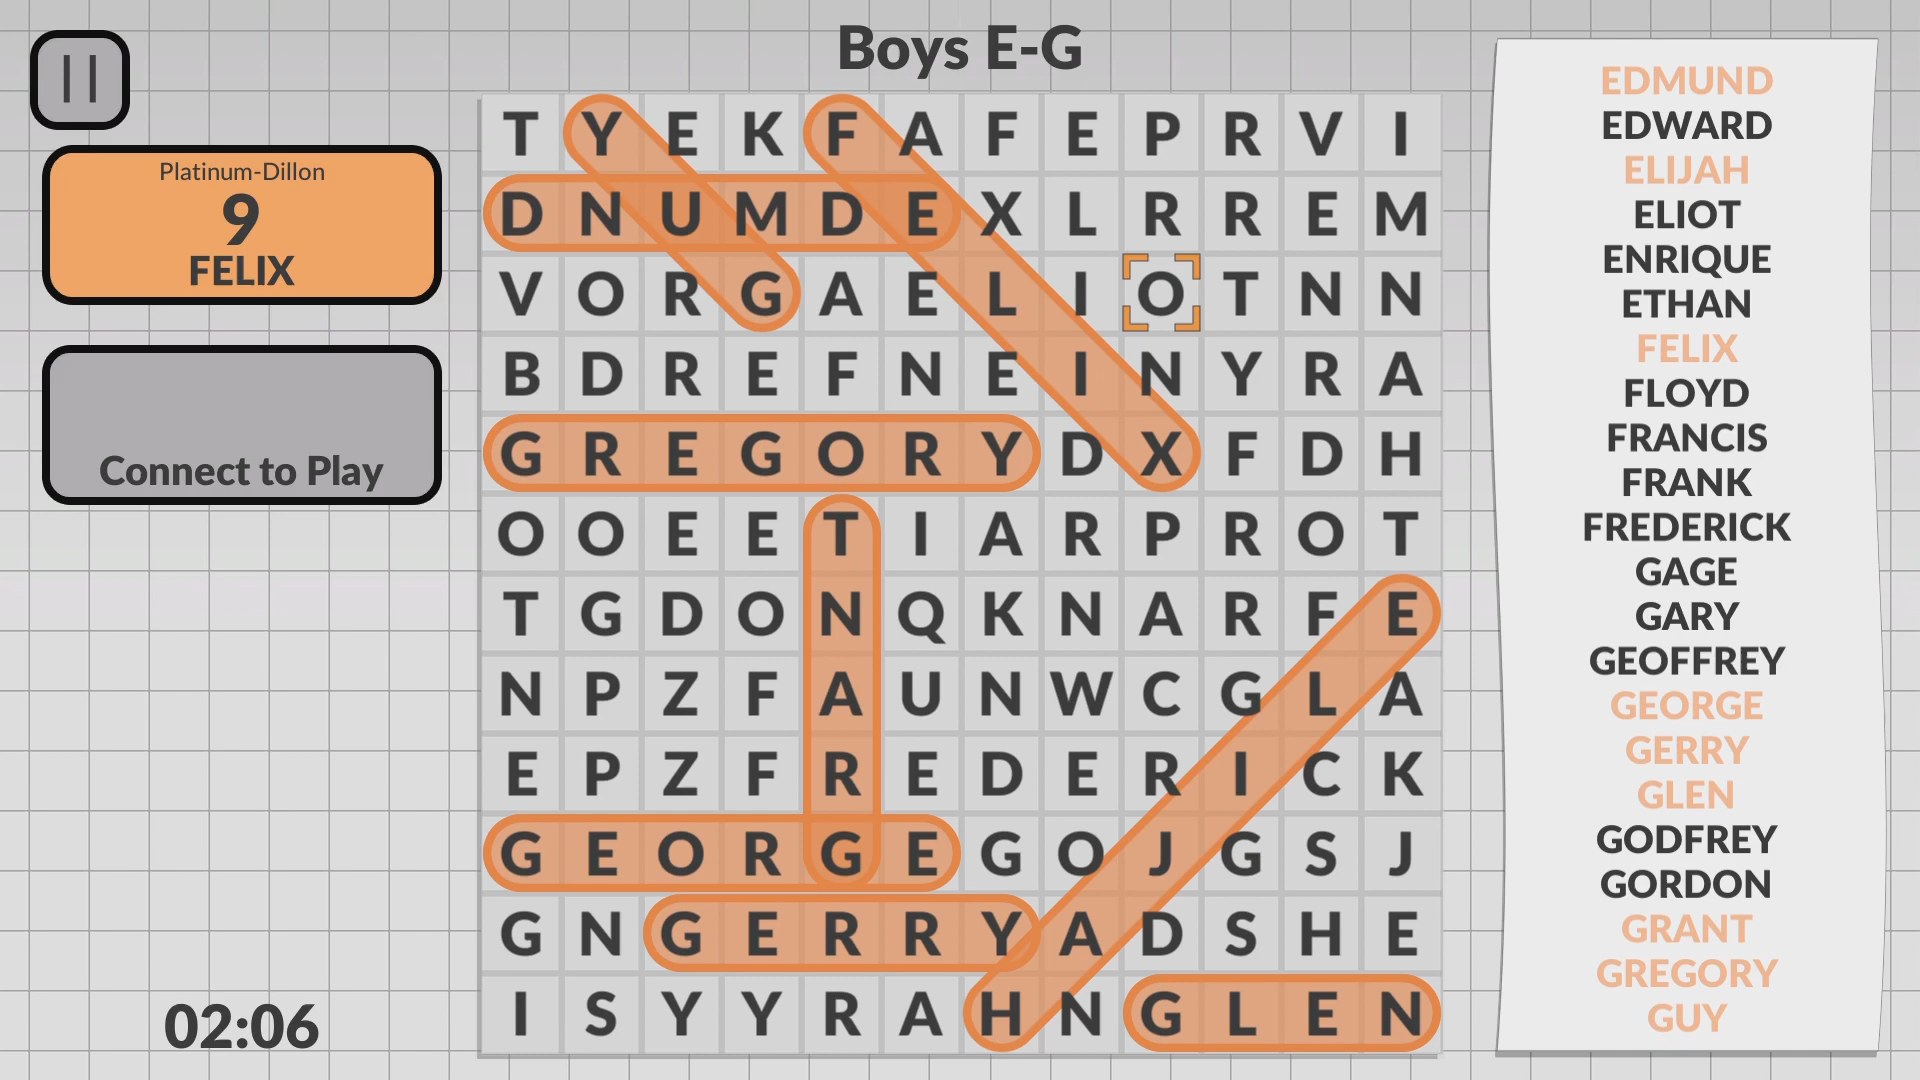 Boys E-G
Platinum-Dillon
9
FELIX
Connect to Play
02:06
T Y E K F A F E P R V I
D N U M D E X L R R E M
V O R G A E L I O T N N
B D R E F N E I N Y R A
G R E G O R Y D X F D H
O O E E T I A R P R O T
T G D O N Q K N A R F E
N P Z F A U N W C G L A
E P Z F R E D E R I C K
G E O R G E G O J G S J
G N G E R R Y A D S H E
I S Y Y R A H N G L E N
EDMUND
EDWARD
ELIJAH
ELIOT
ENRIQUE
ETHAN
FELIX
FLOYD
FRANCIS
FRANK
FREDERICK
GAGE
GARY
GEOFFREY
GEORGE
GERRY
GLEN
GODFREY
GORDON
GRANT
GREGORY
GUY